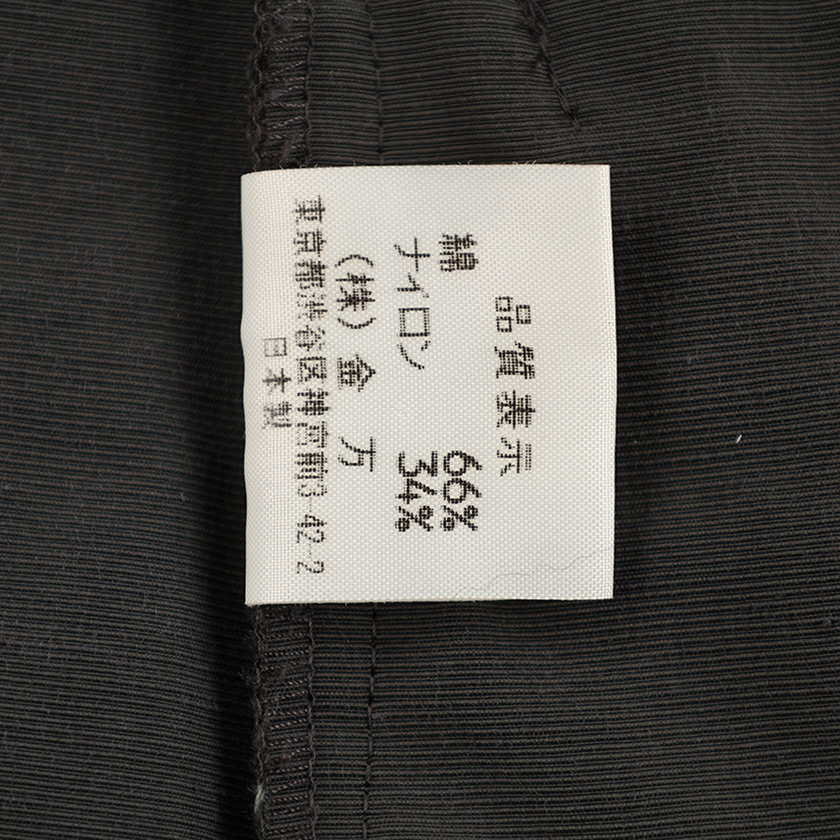 品質表示
綿 66%
ナイロン 34%
(株) 金万
東京都渋谷区神宮前3-42-2
日本製